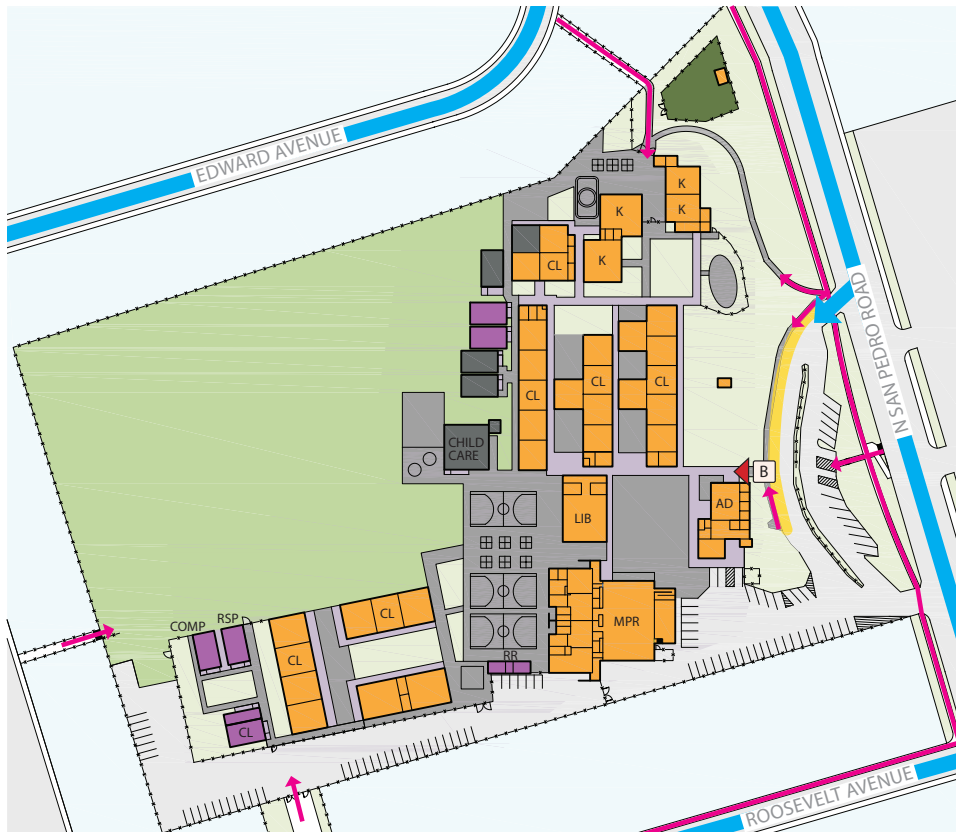 EDWARD AVENUE
K
K
K
K
CL
N SAN PEDRO ROAD
CL
CL
CL
CHILD
CARE
B
AD
LIB
MPR
COMP
RSP
CL
CL
RR
CL
ROOSEVELT AVENUE